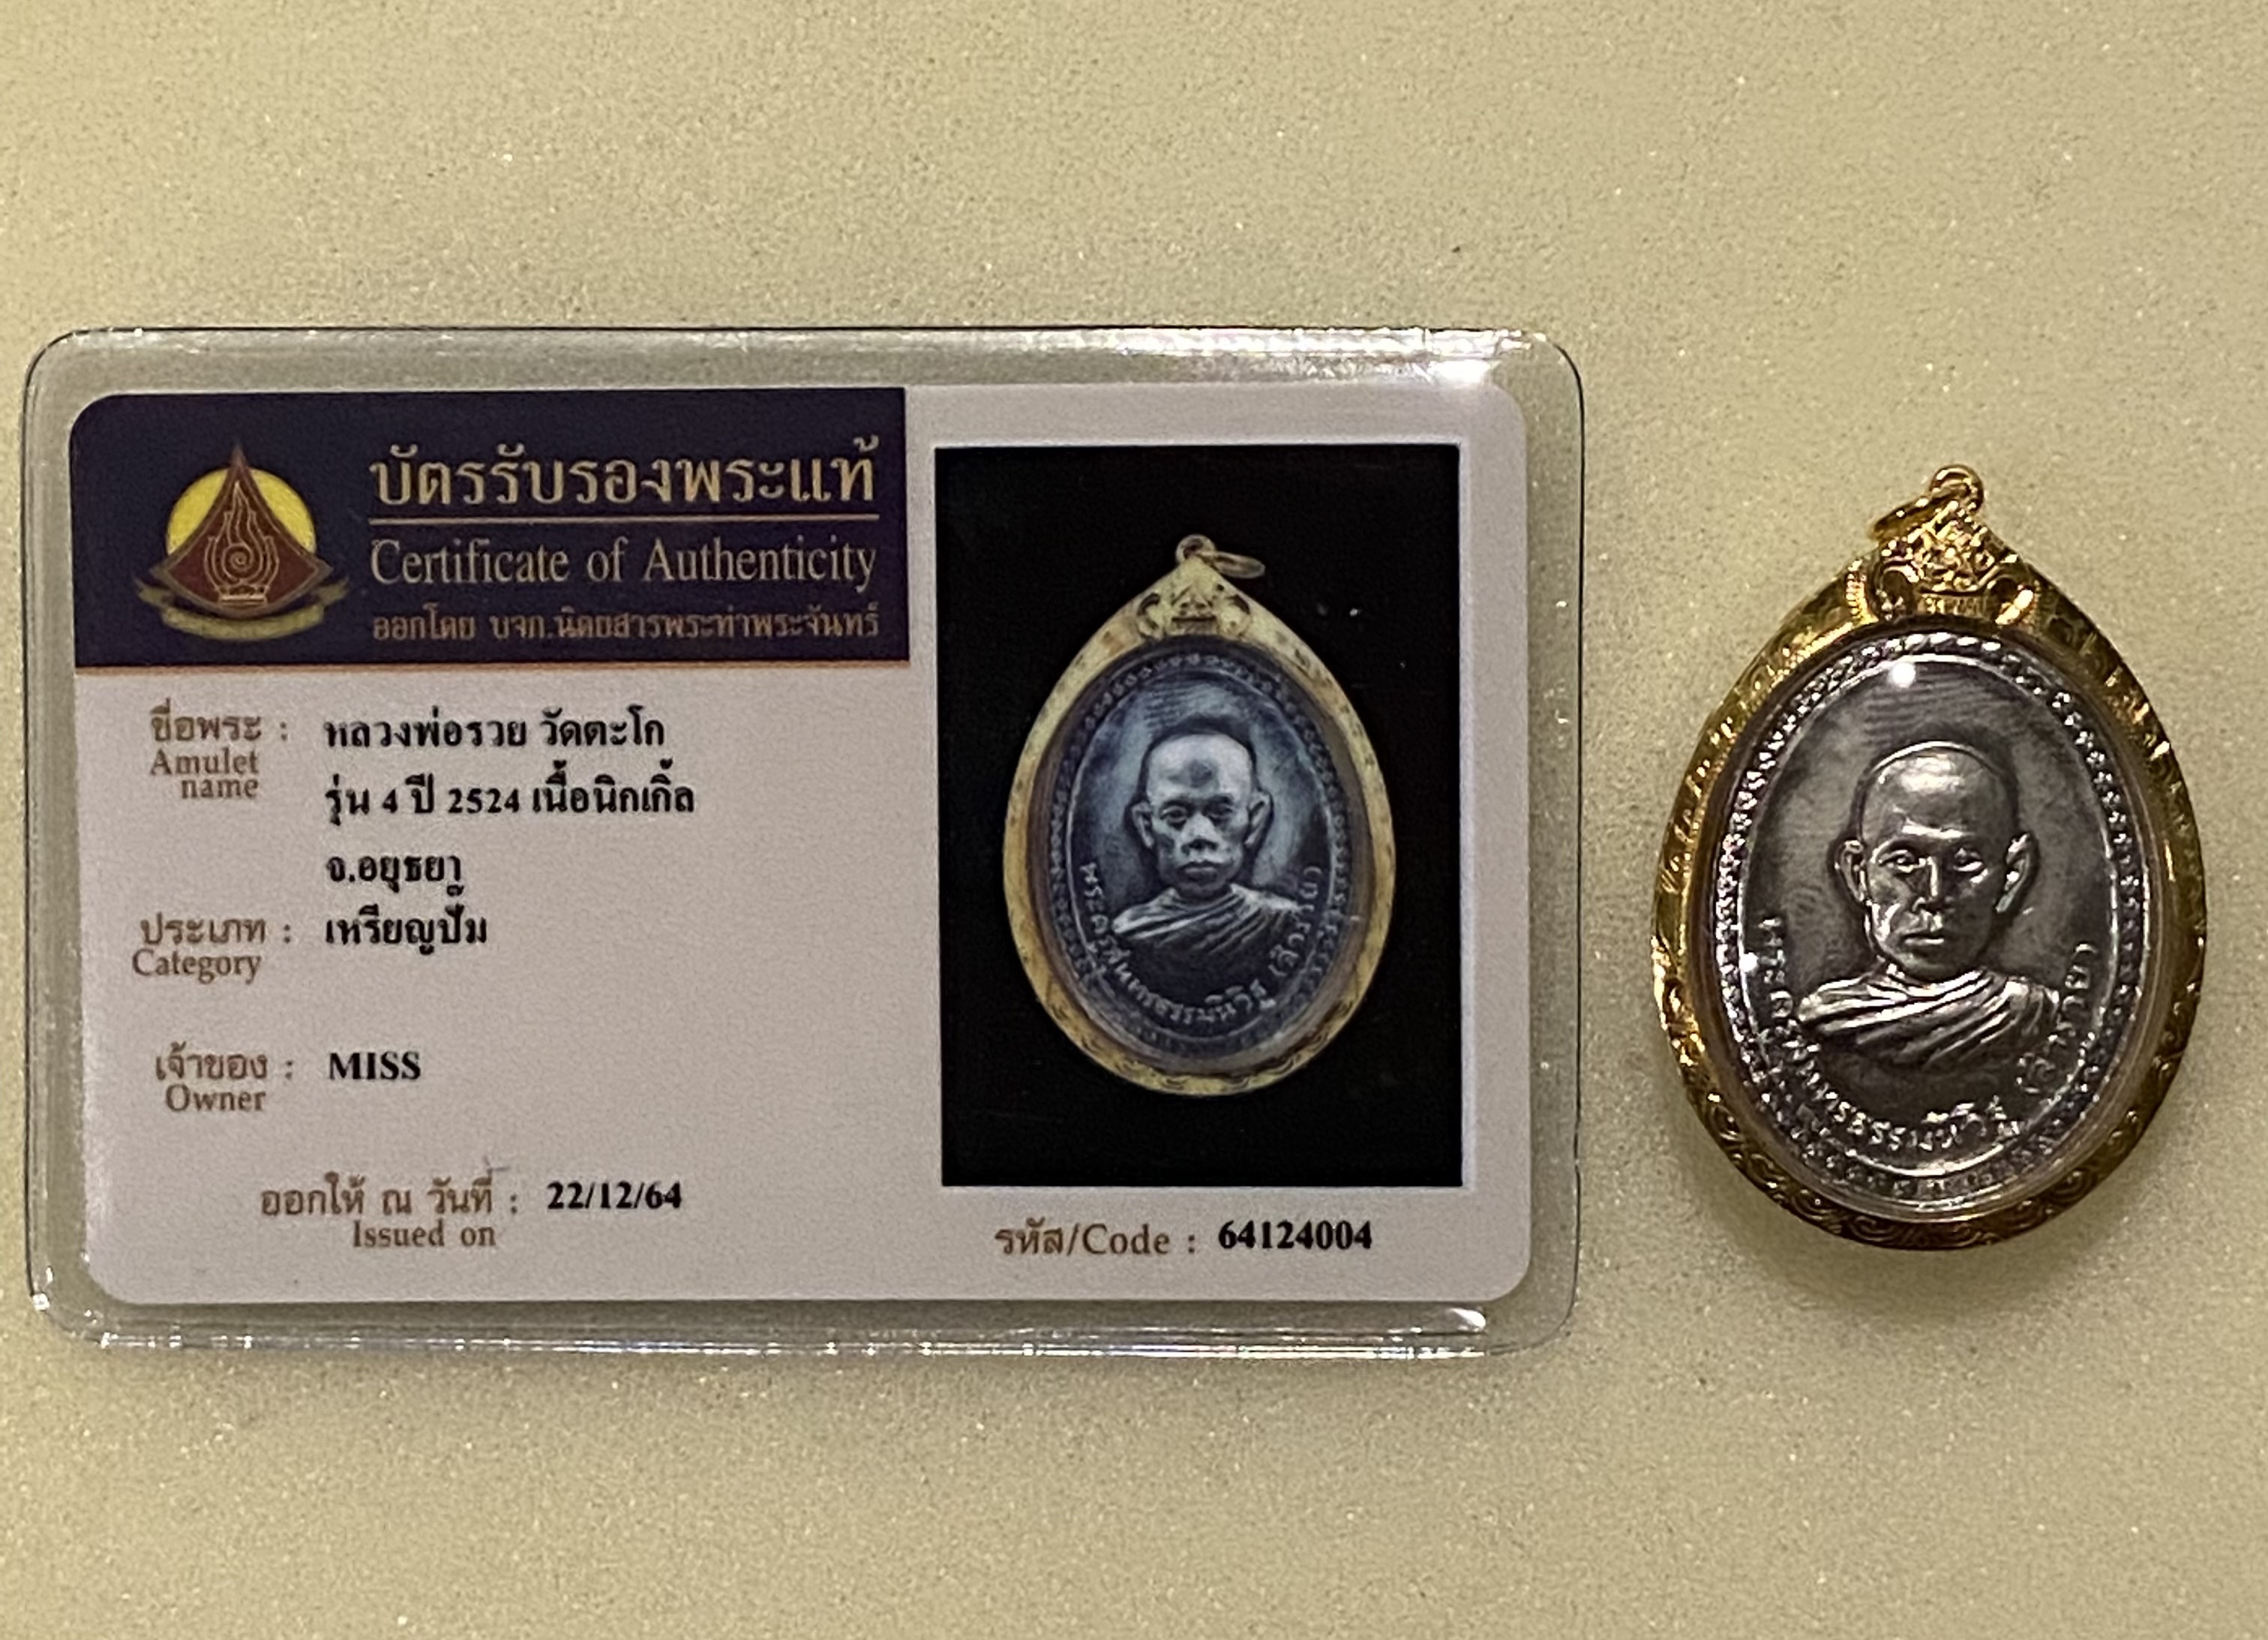 บัตรรับรองพระแท้
Certificate of Authenticity
ออกโดย บจก.นิตยสารพระท่าพระจันทร์
ชื่อพระ : หลวงพ่อรวย วัดตะโก
Amulet
name
รุ่น 4 ปี 2524 เนื้อนิกเกิ้ล
จ.อยุธยา
ประเภท : เหรียญปั๊ม
Category
เจ้าของ : MISS
Owner
ออกให้ ณ วันที่ : 22/12/64
Issued on
รหัส/Code : 64124004